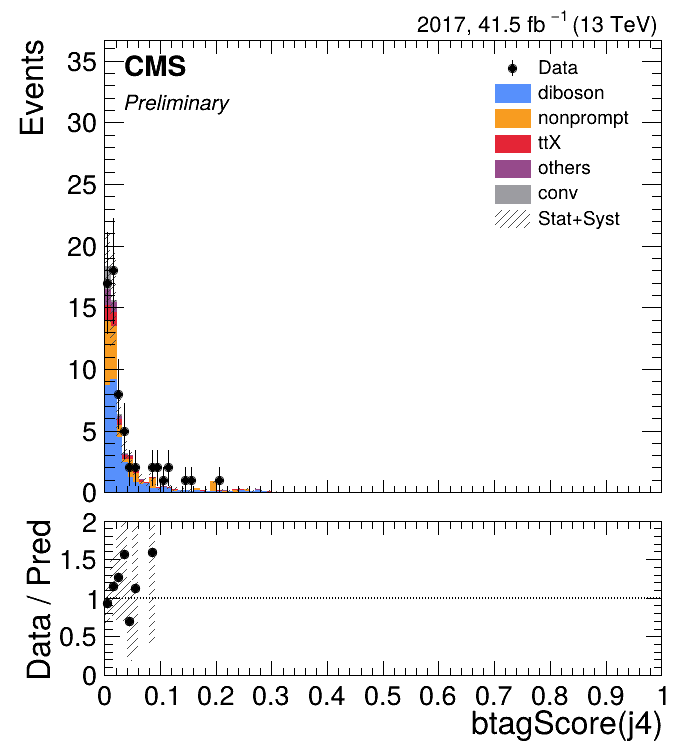 2017, 41.5 fb⁻¹ (13 TeV)
CMS
Preliminary
Events
35
30
25
20
15
10
5
0
Data
diboson
nonprompt
ttX
others
conv
Stat+Syst
Data / Pred
2
1.5
1
0.5
0
0 0.1 0.2 0.3 0.4 0.5 0.6 0.7 0.8 0.9 1
btagScore(j4)